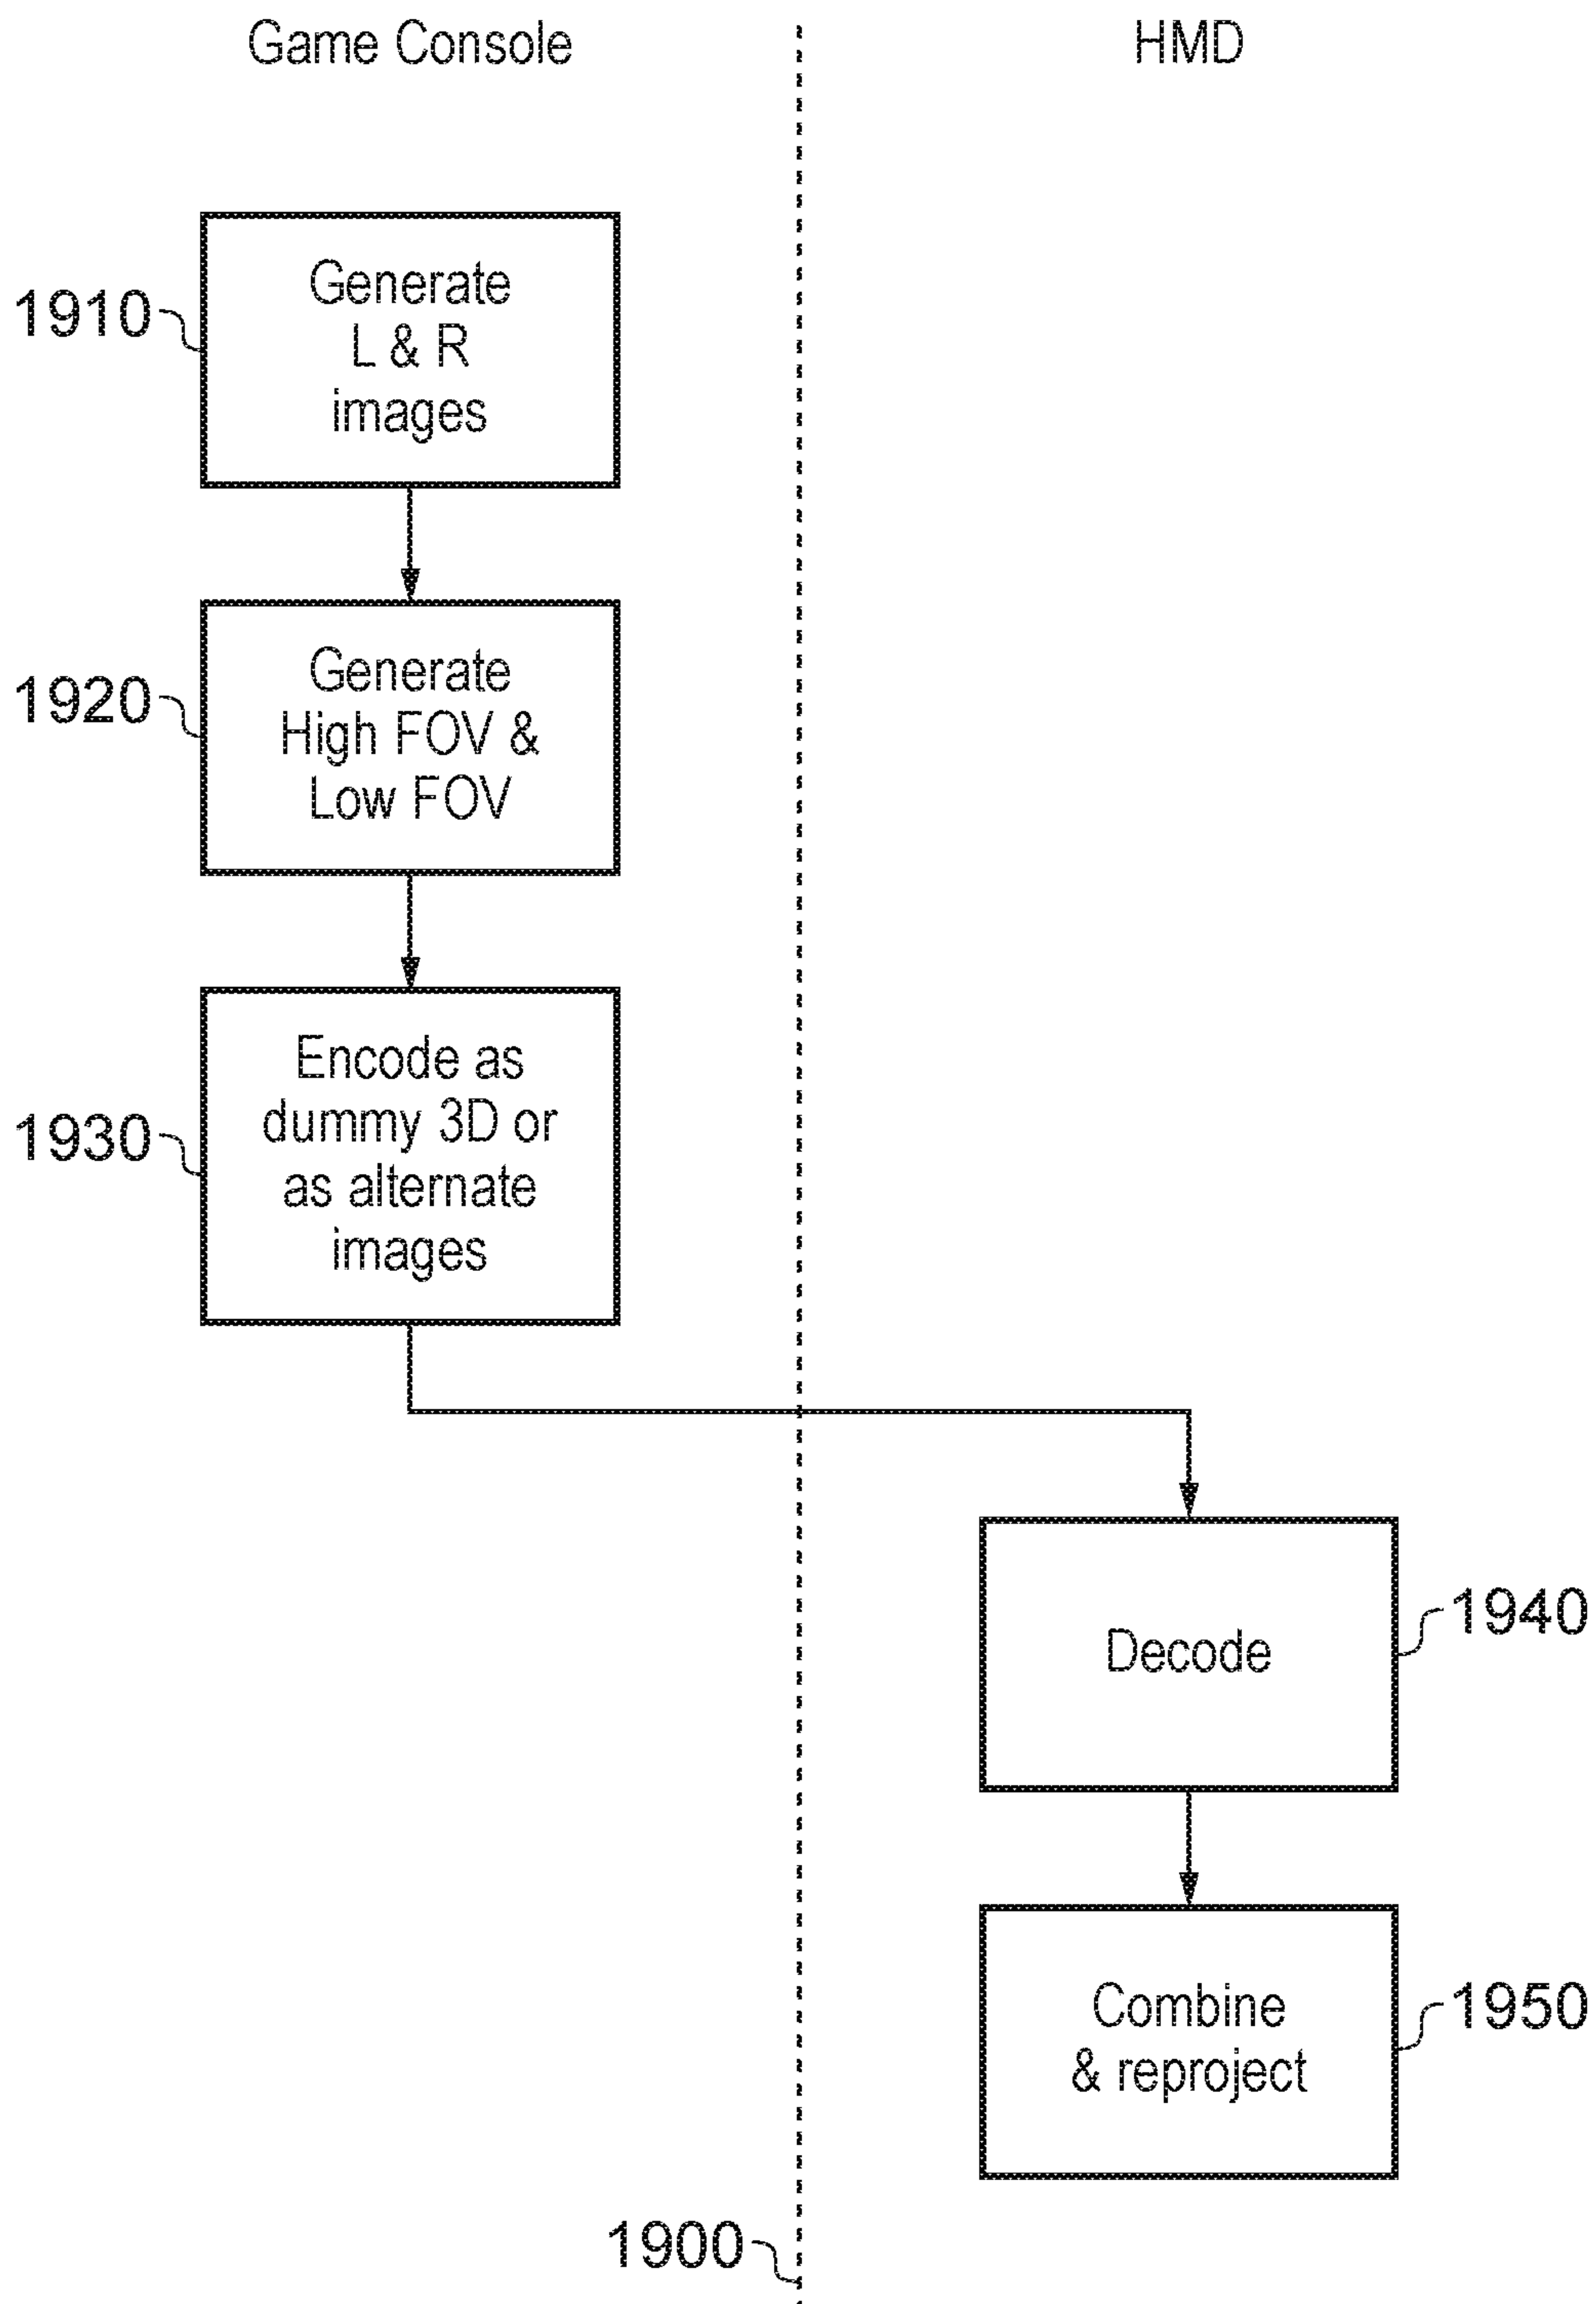 Game Console
HMD
1910
Generate
L & R
images
1920
Generate
High FOV &
Low FOV
1930
Encode as
dummy 3D or
as alternate
images
1940
Decode
1950
Combine
& reproject
1900